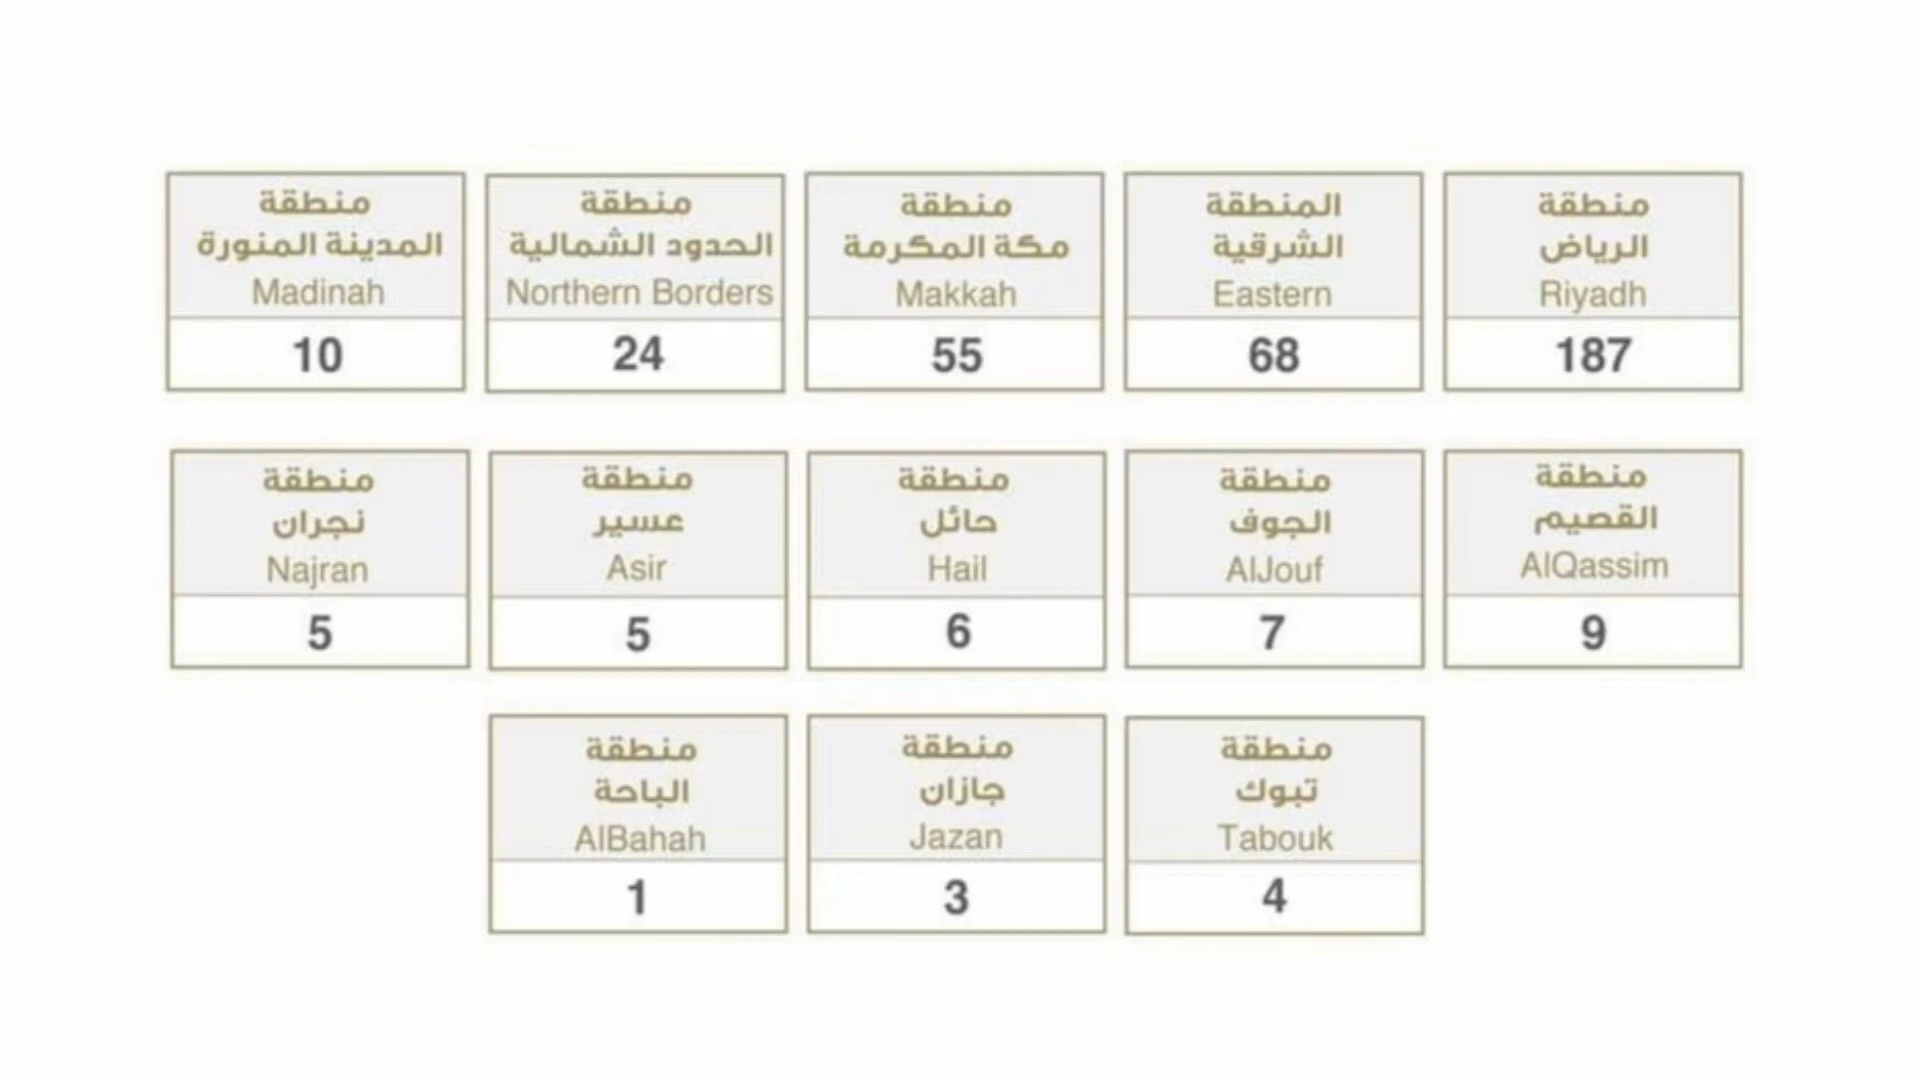 منطقة
الرياض
Riyadh
187
المنطقة
الشرقية
Eastern
68
منطقة
مكة المكرمة
Makkah
55
منطقة
الحدود الشمالية
Northern Borders
24
منطقة
المدينة المنورة
Madinah
10
منطقة
القصيم
AlQassim
9
منطقة
الجوف
AlJouf
7
منطقة
حائل
Hail
6
منطقة
عسير
Asir
5
منطقة
نجران
Najran
5
منطقة
تبوك
Tabouk
4
منطقة
جازان
Jazan
3
منطقة
الباحة
AlBahah
1